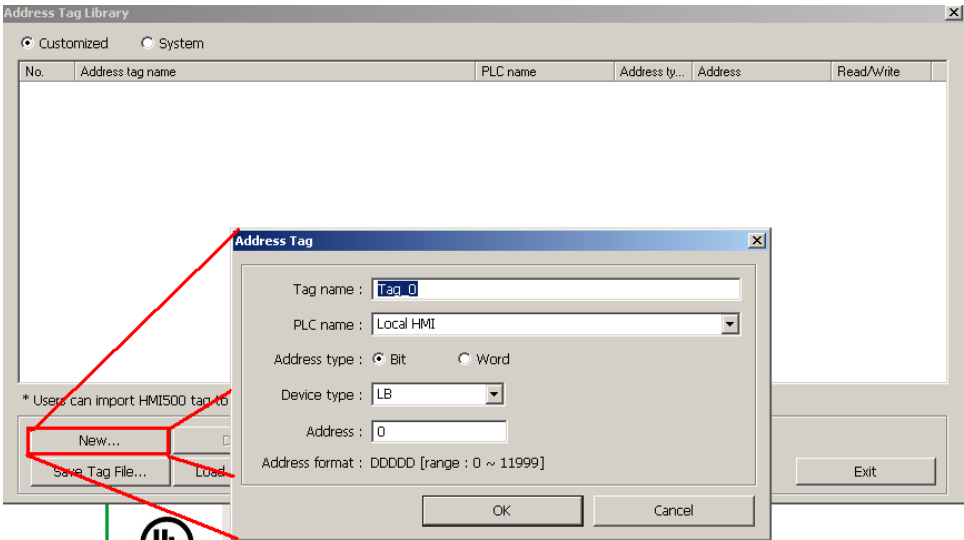 Address Tag Library
Customized System
No. Address tag name PLC name Address ty... Address Read/Write
Address Tag
Tag name : Tag_0
PLC name : Local HMI
Address type : Bit Word
Device type : LB
* Users can import HMI500 tag to
Address : 0
New... D
Address format : DDDDD [range : 0 ~ 11999]
Save Tag File... Load Exit
OK Cancel
UL